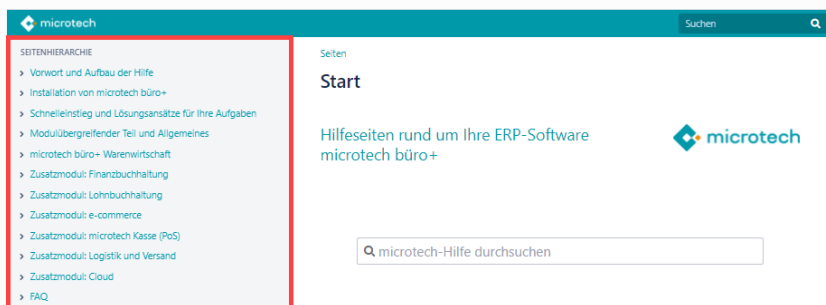 microtech
Suchen
SEITENHIERARCHIE
Vorwort und Aufbau der Hilfe
Installation von microtech büro+
Schnelleinstieg und Lösungsansätze für Ihre Aufgaben
Modulübergreifender Teil und Allgemeines
microtech büro+ Warenwirtschaft
Zusatzmodul: Finanzbuchhaltung
Zusatzmodul: Lohnbuchhaltung
Zusatzmodul: e-commerce
Zusatzmodul: microtech Kasse (PoS)
Zusatzmodul: Logistik und Versand
Zusatzmodul: Cloud
FAQ
Seiten
Start
Hilfeseiten rund um Ihre ERP-Software
microtech büro+
microtech
microtech-Hilfe durchsuchen